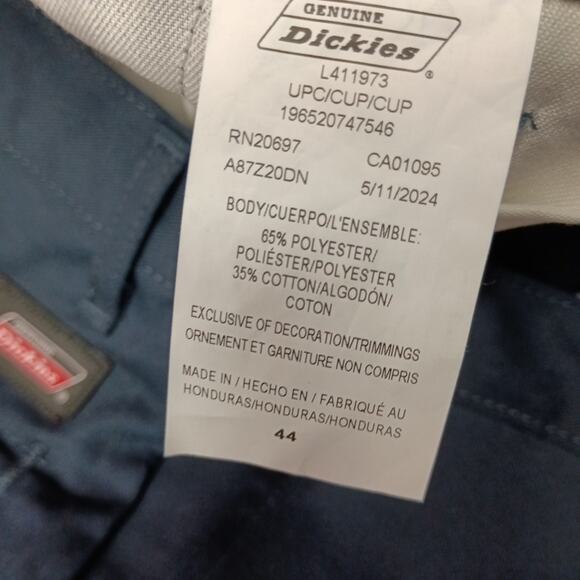 GENUINE
Dickies
®
L411973
UPC/CUP/CUP
196520747546
RN20697 CA01095
A87Z20DN 5/11/2024
BODY/CUERPO/L'ENSEMBLE:
65% POLYESTER/
POLIÉSTER/POLYESTER
35% COTTON/ALGODÓN/
COTON
EXCLUSIVE OF DECORATION/TRIMMINGS
ORNEMENT ET GARNITURE NON COMPRIS
MADE IN / HECHO EN / FABRIQUÉ AU
HONDURAS/HONDURAS/HONDURAS
44
Dickies